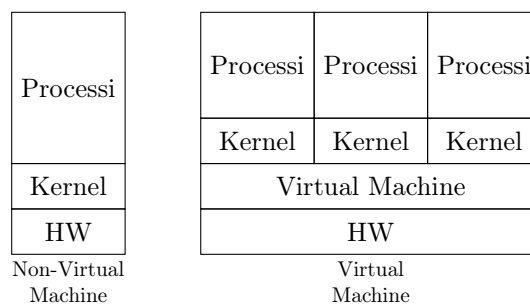 Processi
Kernel
HW
Non-Virtual
Machine
Processi Processi Processi
Kernel Kernel Kernel
Virtual Machine
HW
Virtual
Machine